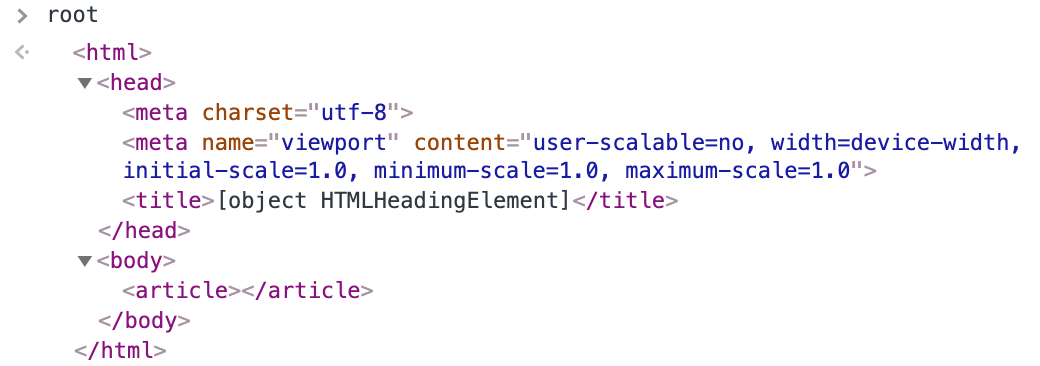 root
<html>
<head>
<meta charset="utf-8">
<meta name="viewport" content="user-scalable=no, width=device-width,
initial-scale=1.0, minimum-scale=1.0, maximum-scale=1.0">
<title>[object HTMLHeadingElement]</title>
</head>
<body>
<article></article>
</body>
</html>